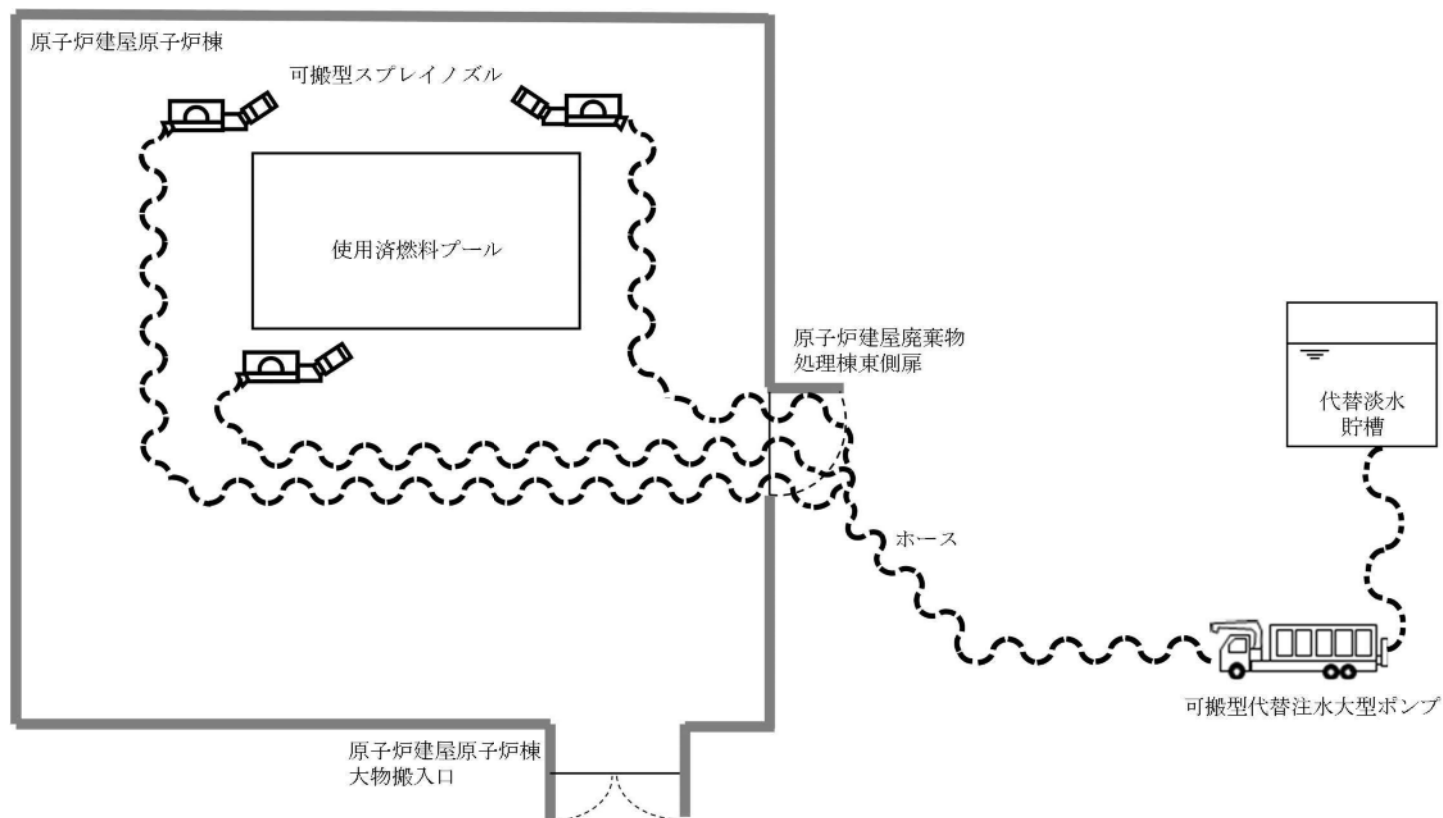 原子炉建屋原子炉棟
可搬型スプレイノズル
使用済燃料プール
原子炉建屋廃棄物
処理棟東側扉
代替淡水
貯槽
ホース
可搬型代替注水大型ポンプ
原子炉建屋原子炉棟
大物搬入口